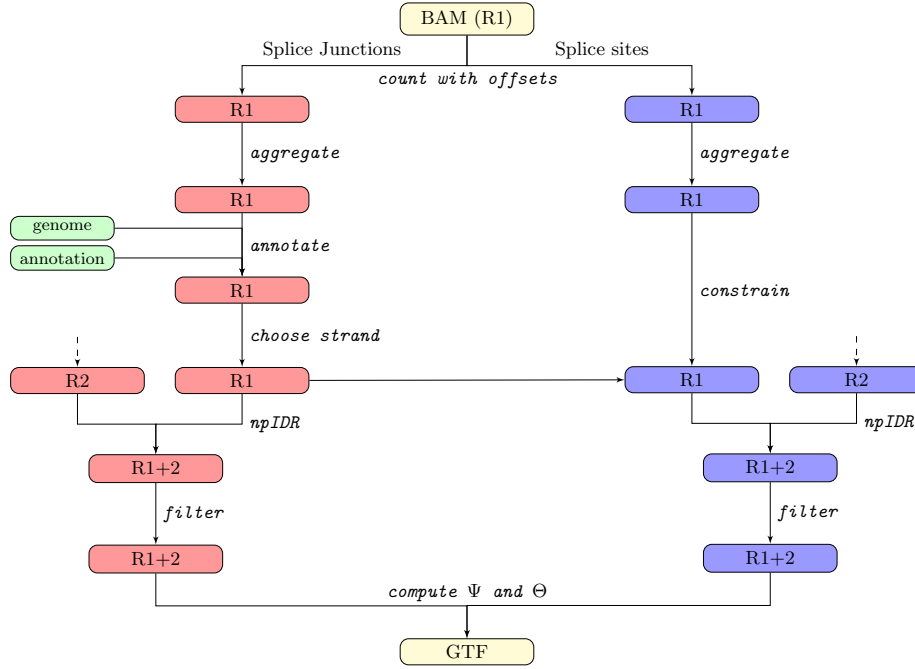 BAM (R1)
Splice Junctions
Splice sites
count with offsets
R1
R1
aggregate
aggregate
R1
R1
genome
annotate
annotation
R1
constrain
choose strand
R2
R1
R1
R2
npIDR
npIDR
R1+2
R1+2
filter
filter
R1+2
R1+2
compute Ψ and Θ
GTF